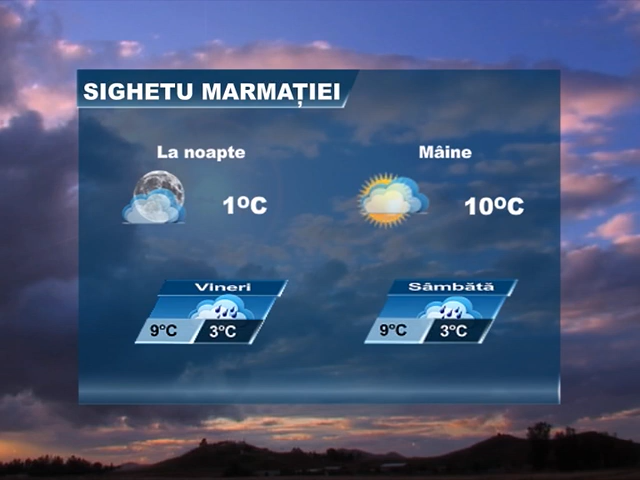 SIGHETU MARMAȚIEI
La noapte
Mâine
1ºC
10ºC
Vineri
Sâmbătă
9ºC
3ºC
9ºC
3ºC